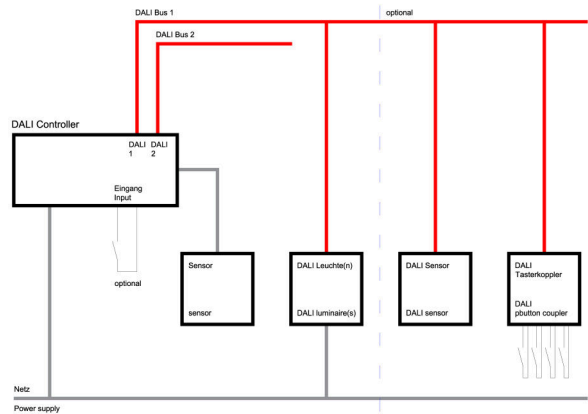 DALI Bus 1
optional
DALI Bus 2
DALI Controller
DALI DALI
1 2
Eingang
Input
optional
Sensor
sensor
DALI Leuchte(n)
DALI luminaire(s)
DALI Sensor
DALI sensor
DALI
Tasterkoppler
DALI
pbutton coupler
Netz
Power supply